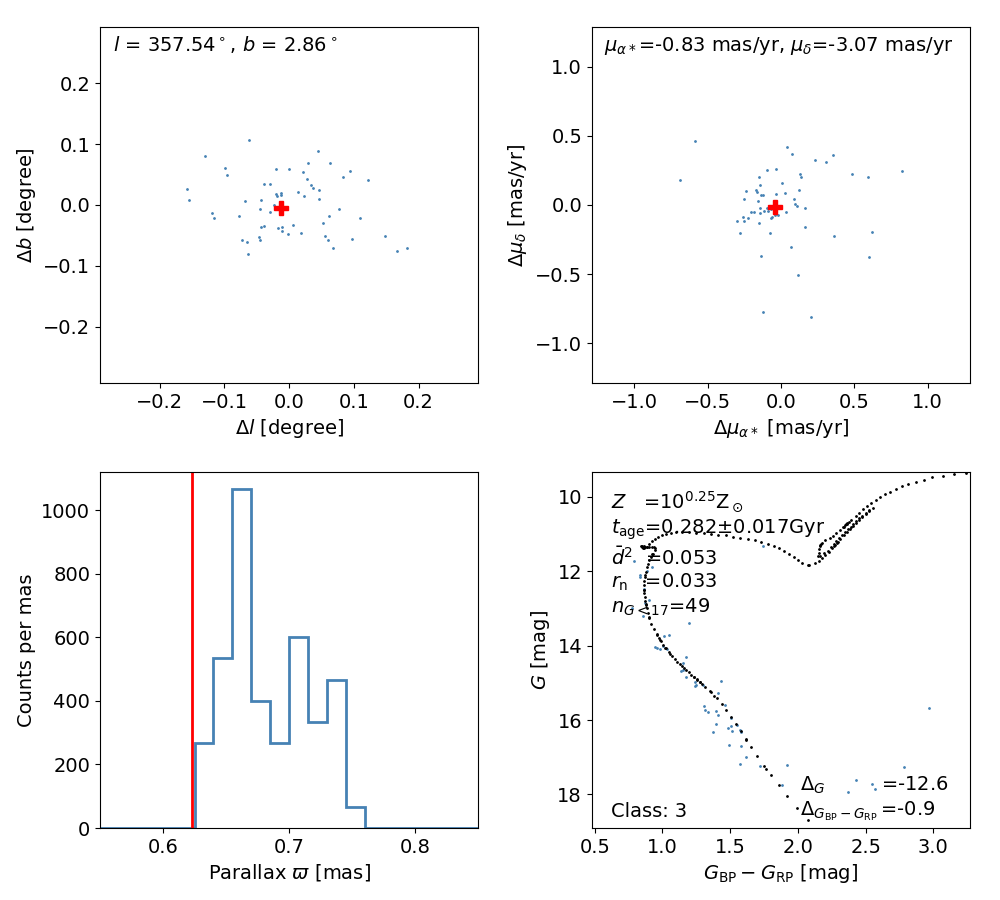 l = 357.54°, b = 2.86°
0.2
0.1
0.0
−0.1
−0.2
Δb [degree]
−0.2 −0.1 0.0 0.1 0.2
Δl [degree]
μα*=-0.83 mas/yr, μδ=-3.07 mas/yr
1.0
0.5
0.0
−0.5
−1.0
Δμδ [mas/yr]
−1.0 −0.5 0.0 0.5 1.0
Δμα* [mas/yr]
1000
800
600
400
200
0
Counts per mas
0.6 0.7 0.8
Parallax ϖ [mas]
Z =10^0.25 Z⊙
t_age=0.282±0.017Gyr
d̄² =0.053
r_n =0.033
n_G<17=49
10
12
14
16
18
G [mag]
Δ_G =-12.6
Class: 3 Δ_G_BP−G_RP=-0.9
0.5 1.0 1.5 2.0 2.5 3.0
G_BP − G_RP [mag]